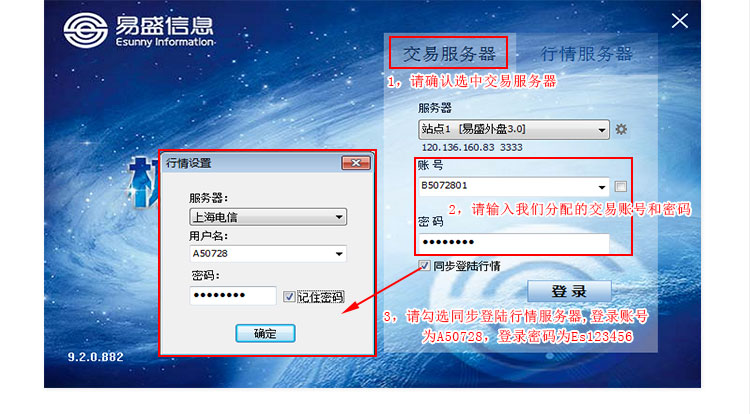 易盛信息
Esunny Information
交易服务器
行情服务器
1，请确认选中交易服务器
服务器
站点1 [易盛外盘3.0]
120.136.160.83 3333
账 号
B5072801
2，请输入我们分配的交易账号和密码
密 码
同步登陆行情
登 录
3，请勾选同步登陆行情服务器,登录账号
为A50728，登录密码为Es123456
行情设置
服务器：
上海电信
用户名：
A50728
密码：
记住密码
确定
9.2.0.882